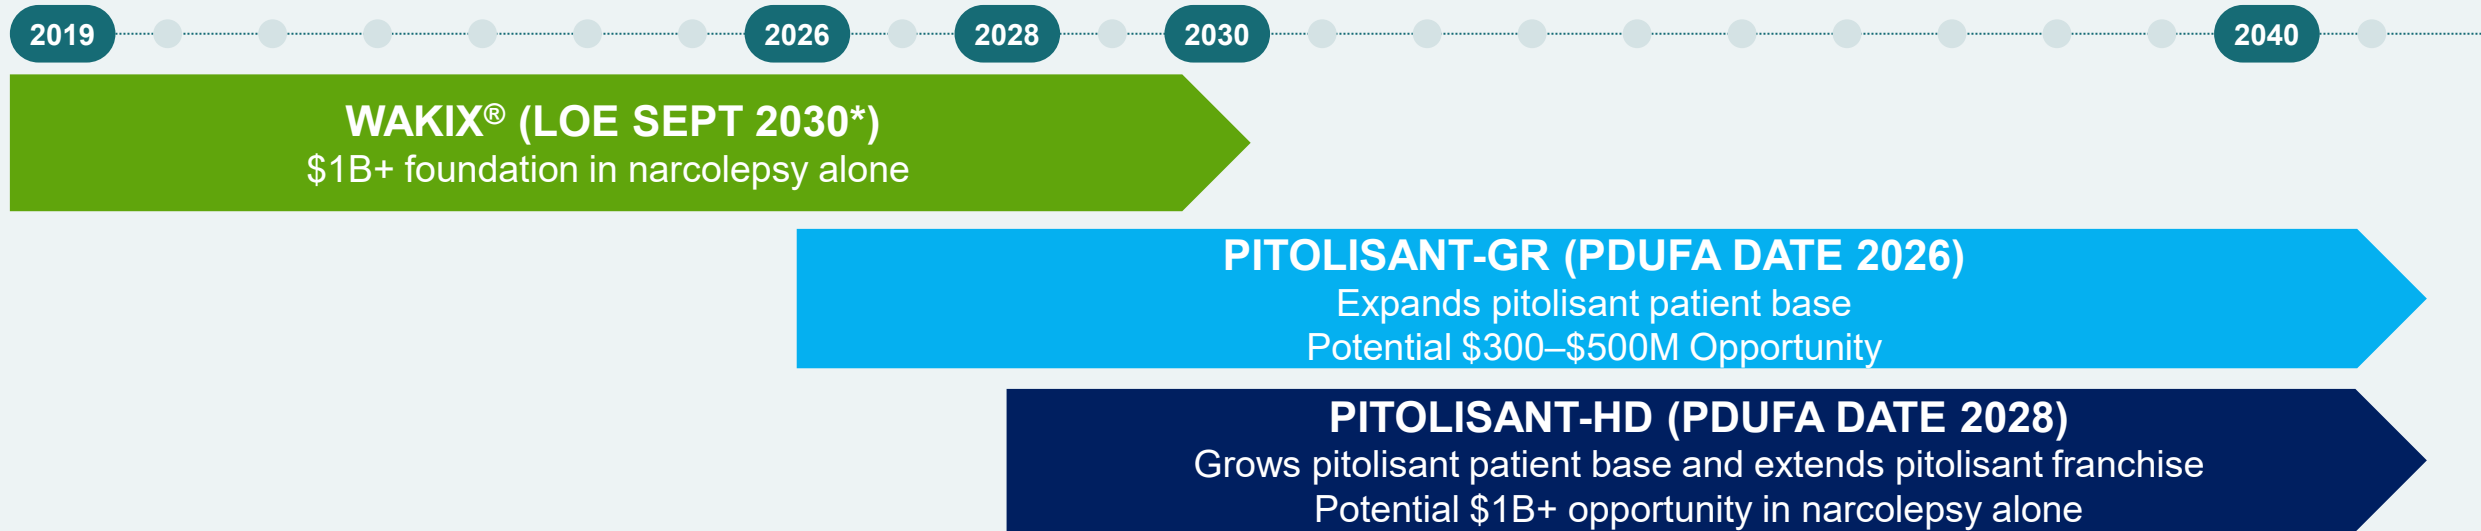 2019 2026 2028 2030 2040
WAKIX® (LOE SEPT 2030*)
$1B+ foundation in narcolepsy alone
PITOLISANT-GR (PDUFA DATE 2026)
Expands pitolisant patient base
Potential $300–$500M Opportunity
PITOLISANT-HD (PDUFA DATE 2028)
Grows pitolisant patient base and extends pitolisant franchise
Potential $1B+ opportunity in narcolepsy alone